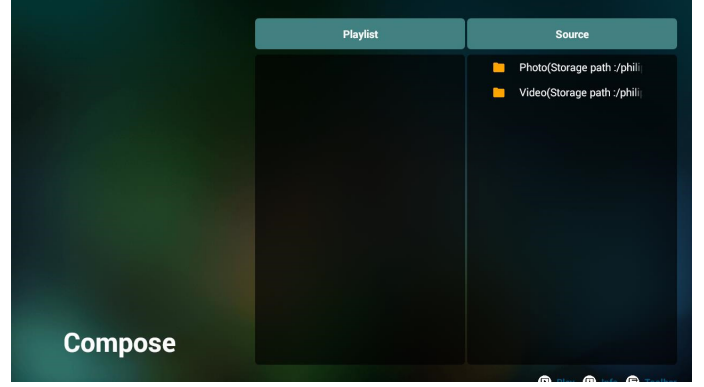 Playlist
Source
Photo(Storage path :/phili
Video(Storage path :/phili
Compose